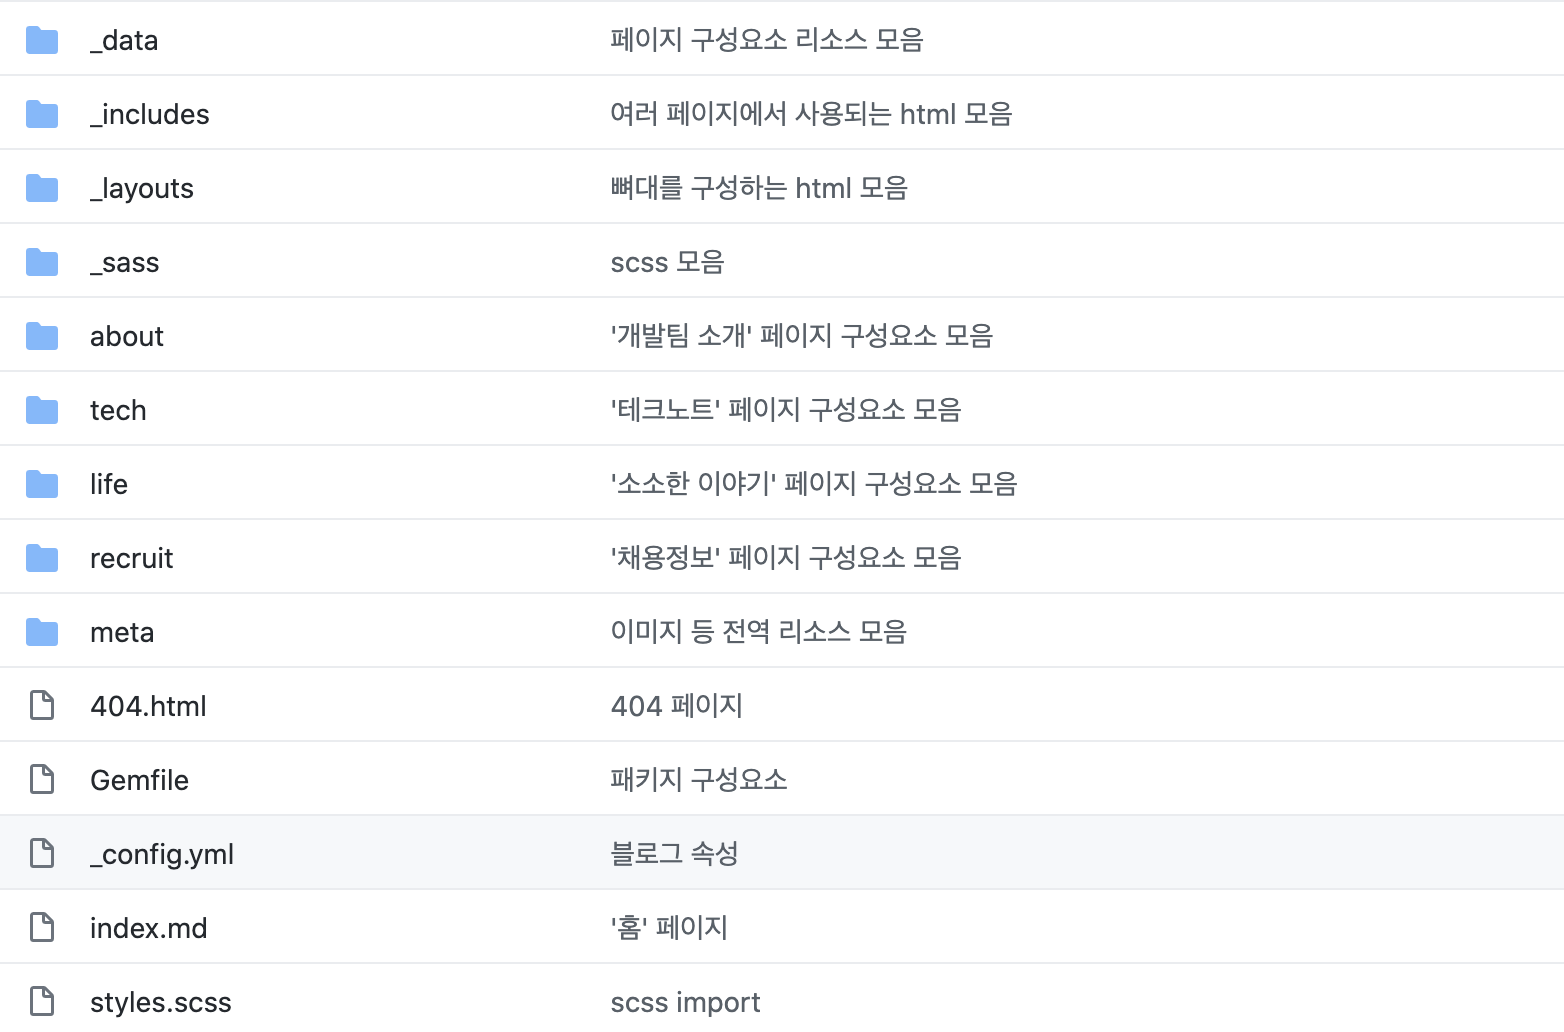 _data 페이지 구성요소 리소스 모음
_includes 여러 페이지에서 사용되는 html 모음
_layouts 뼈대를 구성하는 html 모음
_sass scss 모음
about '개발팀 소개' 페이지 구성요소 모음
tech '테크노트' 페이지 구성요소 모음
life '소소한 이야기' 페이지 구성요소 모음
recruit '채용정보' 페이지 구성요소 모음
meta 이미지 등 전역 리소스 모음
404.html 404 페이지
Gemfile 패키지 구성요소
_config.yml 블로그 속성
index.md '홈' 페이지
styles.scss scss import